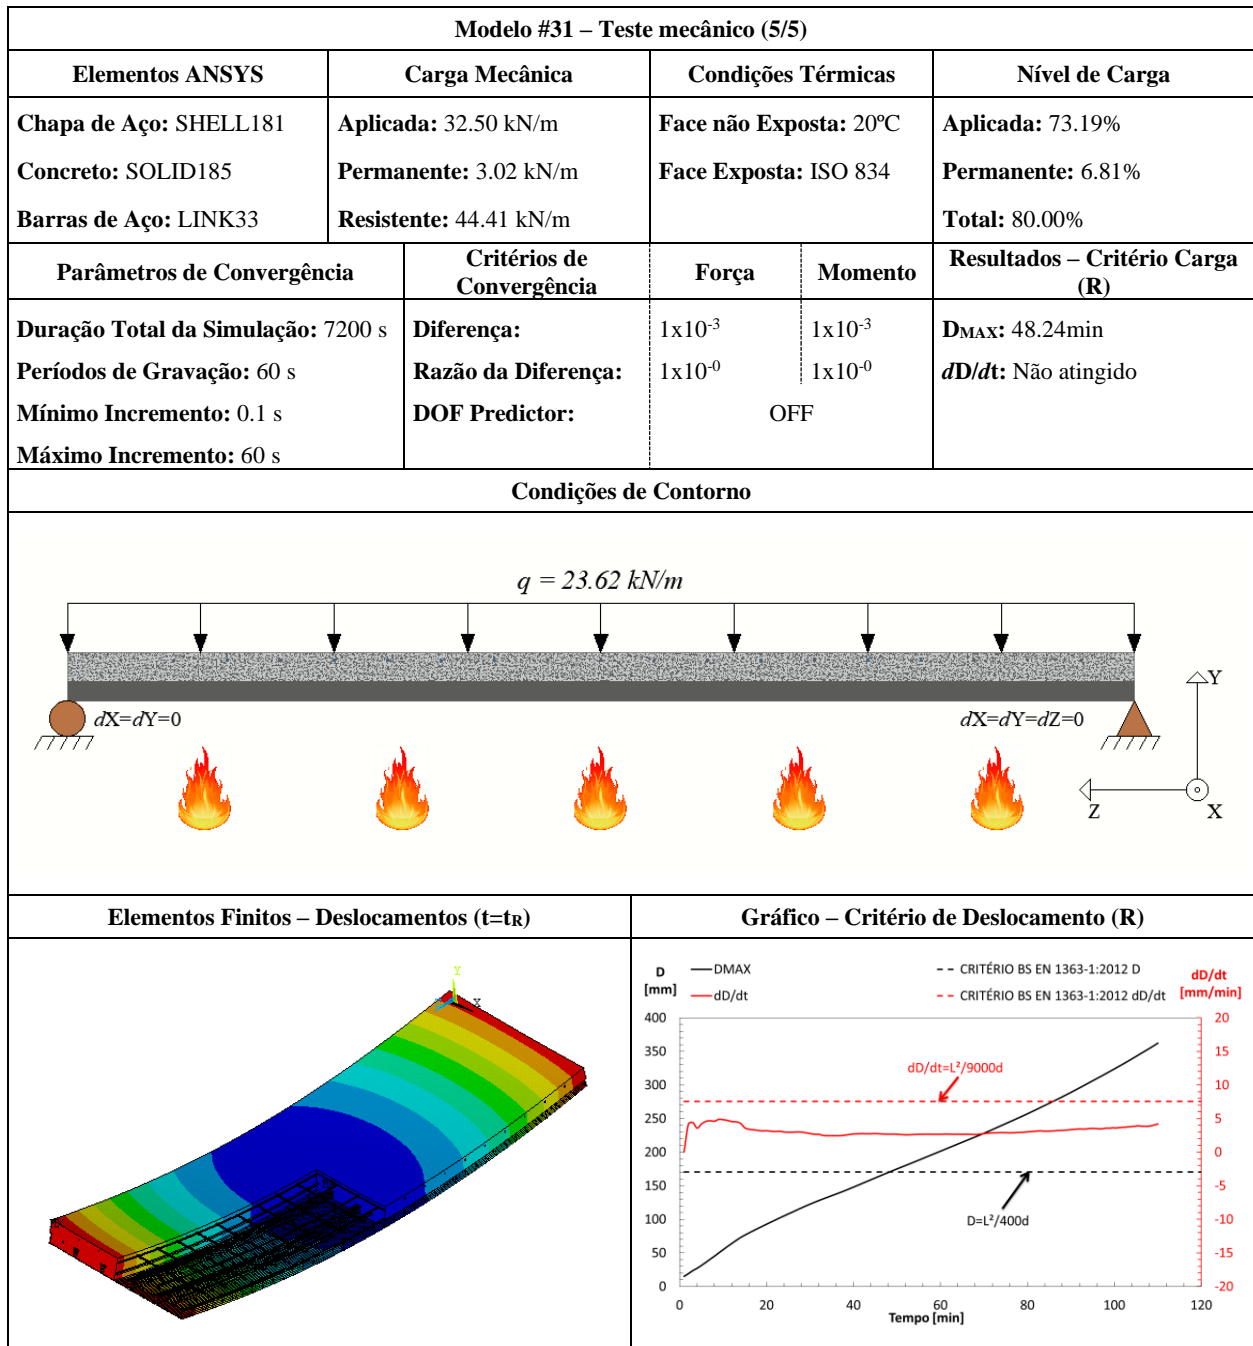 Modelo #31 – Teste mecânico (5/5)
Elementos ANSYS
Carga Mecânica
Condições Térmicas
Nível de Carga
Chapa de Aço: SHELL181
Concreto: SOLID185
Barras de Aço: LINK33
Aplicada: 32.50 kN/m
Permanente: 3.02 kN/m
Resistente: 44.41 kN/m
Face não Exposta: 20ºC
Face Exposta: ISO 834
Aplicada: 73.19%
Permanente: 6.81%
Total: 80.00%
Parâmetros de Convergência
Critérios de
Convergência
Força
Momento
Resultados – Critério Carga
(R)
Duração Total da Simulação: 7200 s
Períodos de Gravação: 60 s
Mínimo Incremento: 0.1 s
Máximo Incremento: 60 s
Diferença: 1x10-3 1x10-3
Razão da Diferença: 1x10-0 1x10-0
DOF Predictor: OFF
DMAX: 48.24min
dD/dt: Não atingido
Condições de Contorno
q = 23.62 kN/m
dX=dY=0
dX=dY=dZ=0
Y
Z
X
Elementos Finitos – Deslocamentos (t=tR)
Gráfico – Critério de Deslocamento (R)
Y
X
D
[mm]
DMAX
CRITÉRIO BS EN 1363-1:2012 D
dD/dt
CRITÉRIO BS EN 1363-1:2012 dD/dt
dD/dt
[mm/min]
400
350
300
250
200
150
100
50
0
20
15
10
5
0
-5
-10
-15
-20
dD/dt=L²/9000d
D=L²/400d
0 20 40 60 80 100 120
Tempo [min]